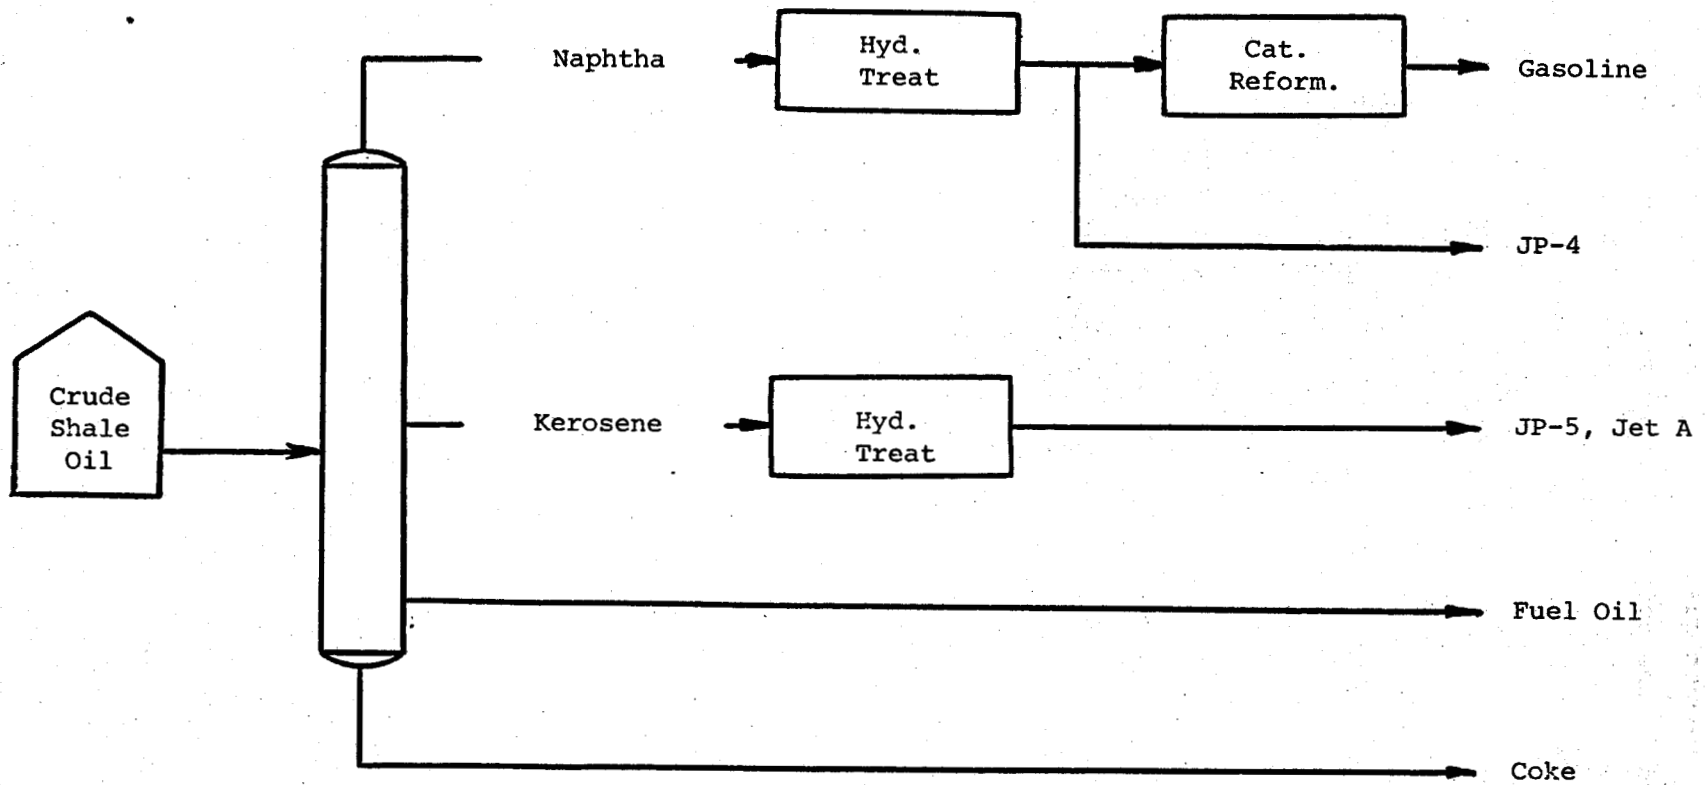 Naphtha
Hyd.
Treat
Cat.
Reform.
Gasoline
JP-4
Crude
Shale
Oil
Kerosene
Hyd.
Treat
JP-5, Jet A
Fuel Oil
Coke